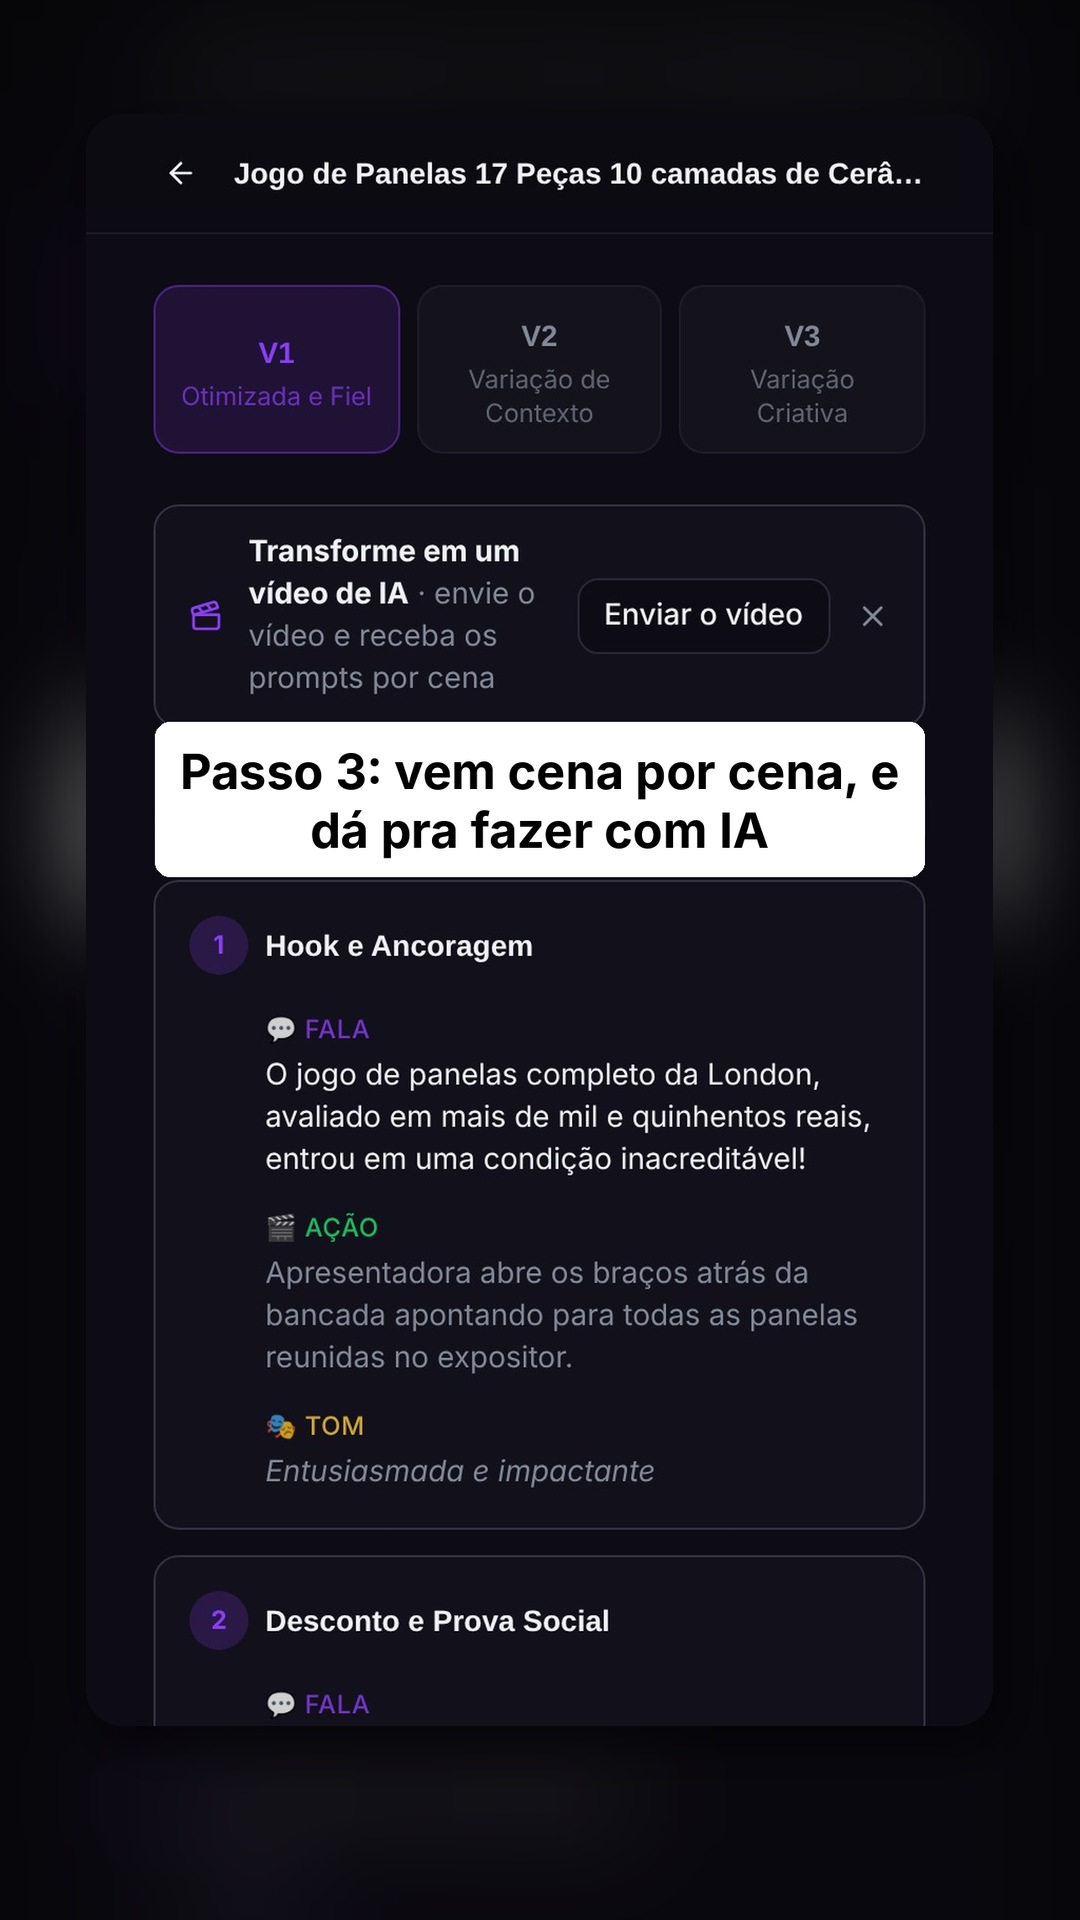 Jogo de Panelas 17 Peças 10 camadas de Cerâ...
V1
Otimizada e Fiel
V2
Variação de
Contexto
V3
Variação
Criativa
Transforme em um
vídeo de IA · envie o
vídeo e receba os
prompts por cena
Enviar o vídeo
Passo 3: vem cena por cena, e
dá pra fazer com IA
1
Hook e Ancoragem
FALA
O jogo de panelas completo da London,
avaliado em mais de mil e quinhentos reais,
entrou em uma condição inacreditável!
AÇÃO
Apresentadora abre os braços atrás da
bancada apontando para todas as panelas
reunidas no expositor.
TOM
Entusiasmada e impactante
2
Desconto e Prova Social
FALA